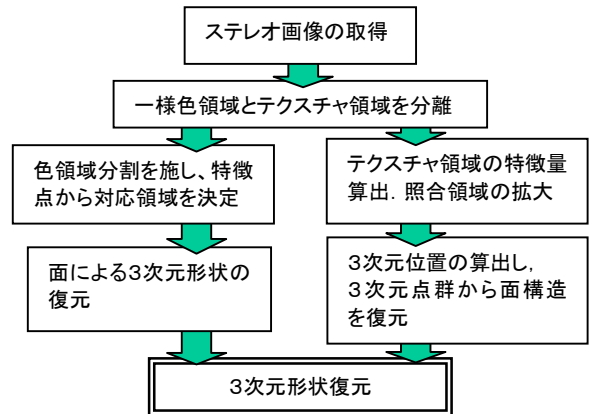 ステレオ画像の取得
一様色領域とテクスチャ領域を分離
色領域分割を施し、特徴
点から対応領域を決定
テクスチャ領域の特徴量
算出．照合領域の拡大
面による３次元形状の
復元
３次元位置の算出し，
３次元点群から面構造
を復元
３次元形状復元